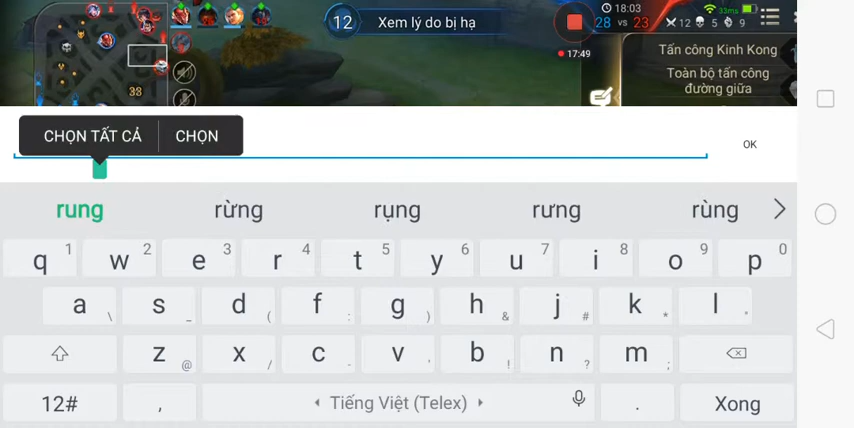 18:03
33ms
12 Xem lý do bị hạ
28 vs 23 12 5 9
17:49
Tấn công Kinh Kong
Toàn bộ tấn công
đường giữa
38
CHỌN TẤT CẢ CHỌN
OK
rung rừng rụng rưng rùng
q 1 w 2 e 3 r 4 t 5 y 6 u 7 i 8 o 9 p 0
a \ s _ d ( f : g ) h & j # k * l "
z @ x / c - v ' b ! n ? m ;
12# , Tiếng Việt (Telex) . Xong